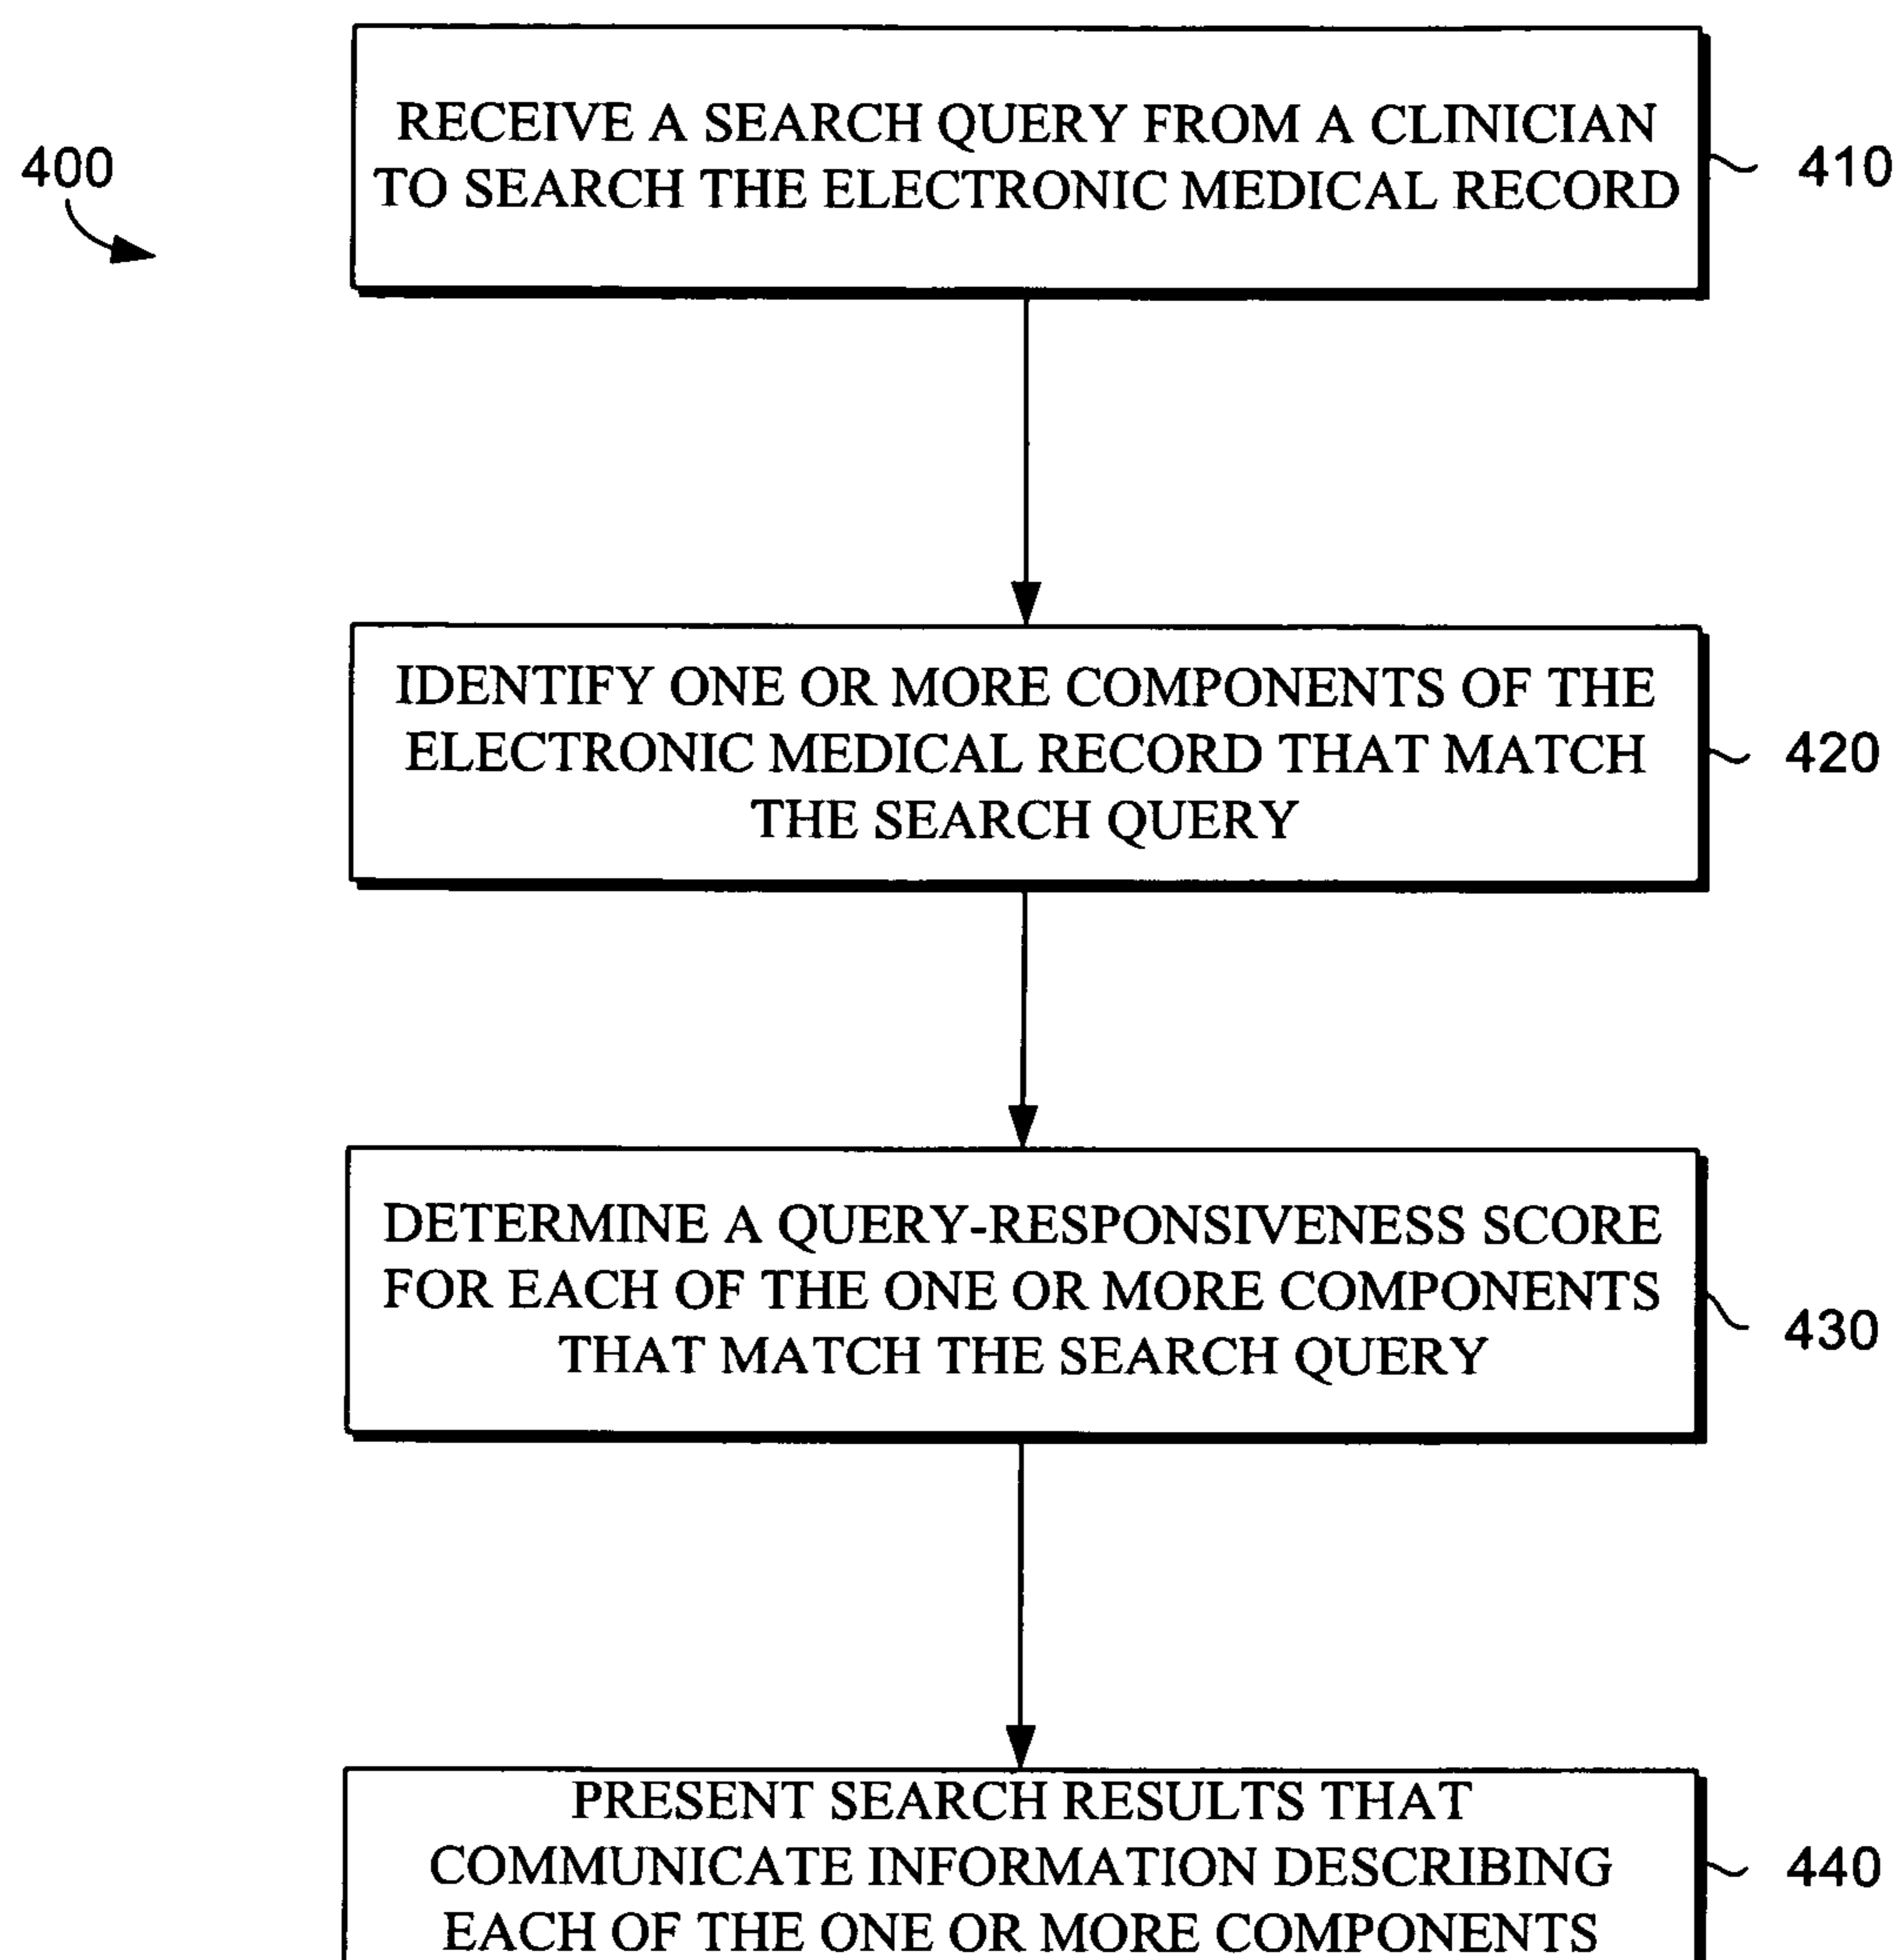 400
RECEIVE A SEARCH QUERY FROM A CLINICIAN
TO SEARCH THE ELECTRONIC MEDICAL RECORD
410
IDENTIFY ONE OR MORE COMPONENTS OF THE
ELECTRONIC MEDICAL RECORD THAT MATCH
THE SEARCH QUERY
420
DETERMINE A QUERY-RESPONSIVENESS SCORE
FOR EACH OF THE ONE OR MORE COMPONENTS
THAT MATCH THE SEARCH QUERY
430
PRESENT SEARCH RESULTS THAT
COMMUNICATE INFORMATION DESCRIBING
EACH OF THE ONE OR MORE COMPONENTS
440